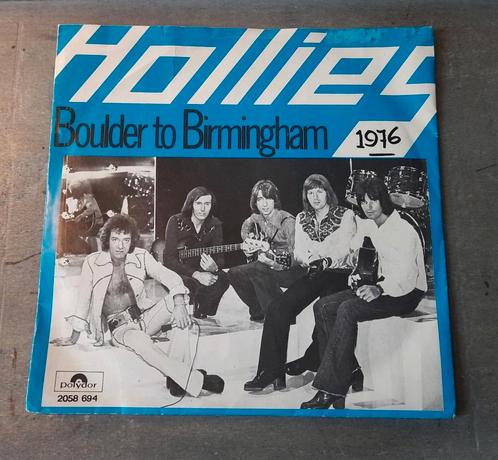 Hollies
Boulder to Birmingham
1976
Polydor
2058 694